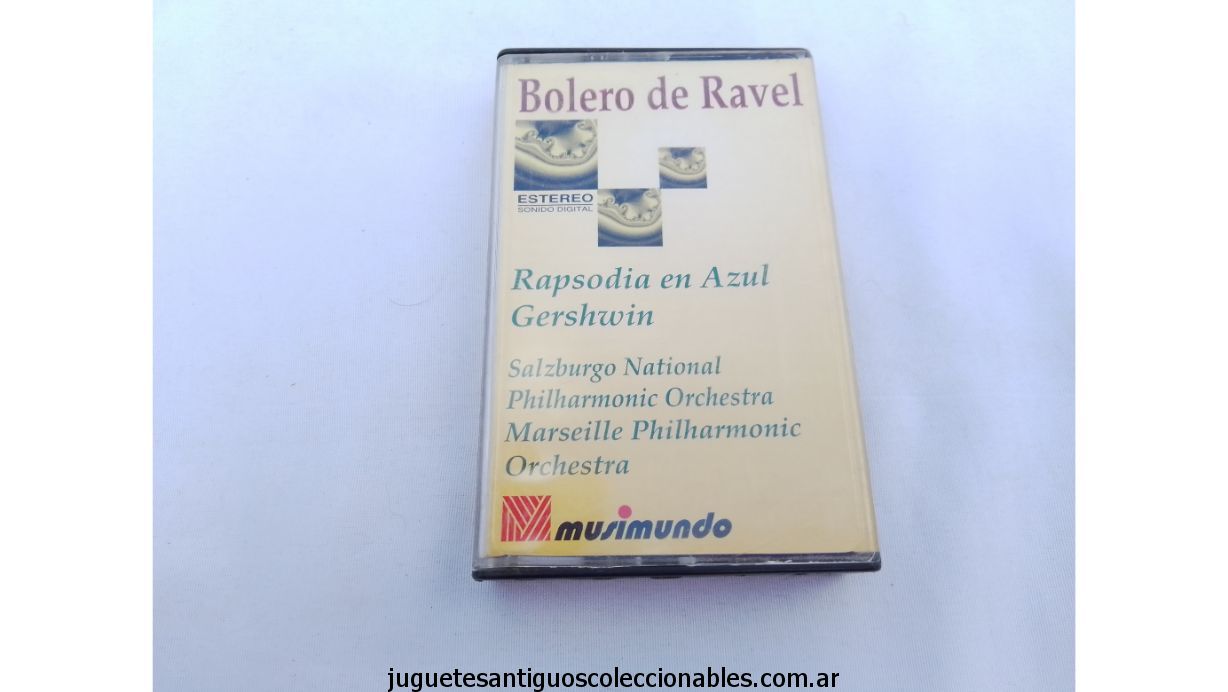 Bolero de Ravel
ESTEREO
SONIDO DIGITAL
Rapsodia en Azul
Gershwin
Salzburgo National
Philharmonic Orchestra
Marseille Philharmonic
Orchestra
musimundo
juguetesantiguoscoleccionables.com.ar